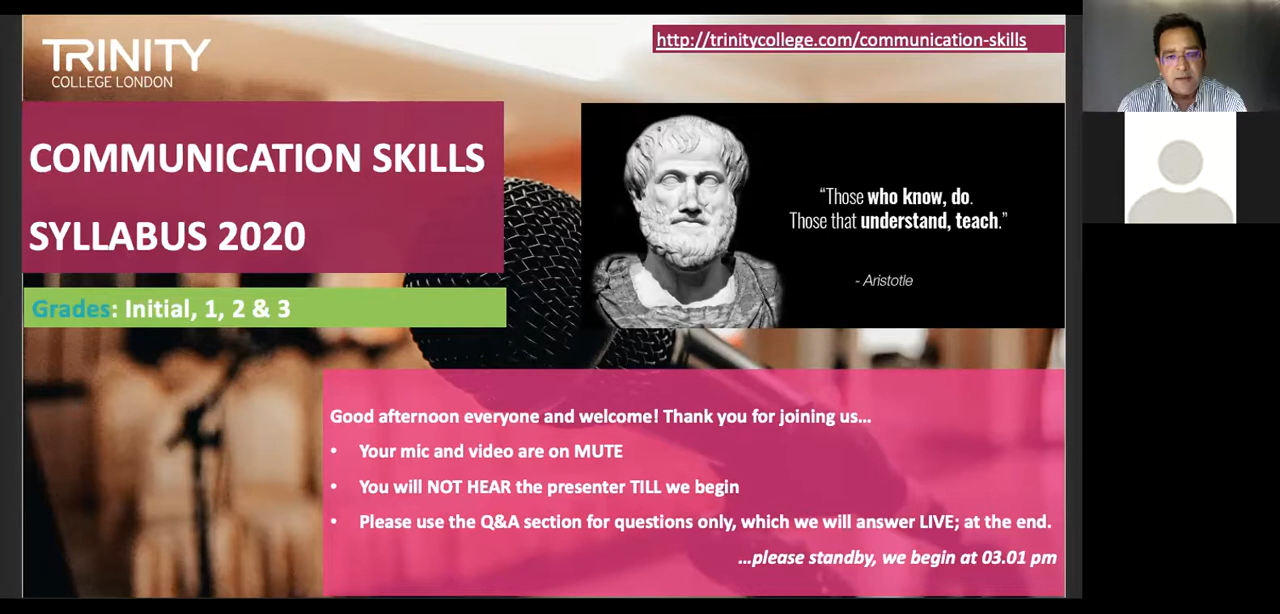 TRINITY
COLLEGE LONDON
http://trinitycollege.com/communication-skills
COMMUNICATION SKILLS
SYLLABUS 2020
Grades: Initial, 1, 2 & 3
“Those who know, do.
Those that understand, teach.”
- Aristotle
Good afternoon everyone and welcome! Thank you for joining us…
• Your mic and video are on MUTE
• You will NOT HEAR the presenter TILL we begin
• Please use the Q&A section for questions only, which we will answer LIVE; at the end.
…please standby, we begin at 03.01 pm